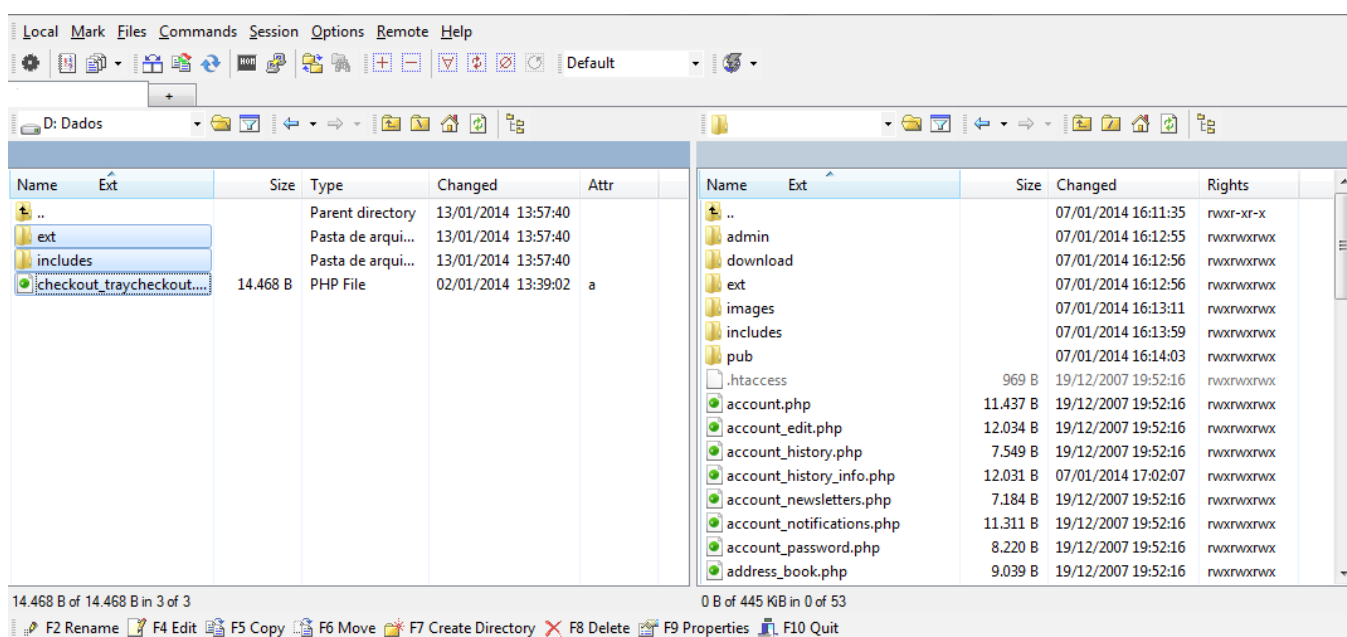 Local Mark Files Commands Session Options Remote Help
Default
+
D: Dados
Name Ext Size Type Changed Attr
.. Parent directory 13/01/2014 13:57:40
ext Pasta de arqui... 13/01/2014 13:57:40
includes Pasta de arqui... 13/01/2014 13:57:40
checkout_traycheckout.... 14.468 B PHP File 02/01/2014 13:39:02 a
14.468 B of 14.468 B in 3 of 3
Name Ext Size Changed Rights
.. 07/01/2014 16:11:35 rwxr-xr-x
admin 07/01/2014 16:12:55 rwxrwxrwx
download 07/01/2014 16:12:56 rwxrwxrwx
ext 07/01/2014 16:12:56 rwxrwxrwx
images 07/01/2014 16:13:11 rwxrwxrwx
includes 07/01/2014 16:13:59 rwxrwxrwx
pub 07/01/2014 16:14:03 rwxrwxrwx
.htaccess 969 B 19/12/2007 19:52:16 rwxrwxrwx
account.php 11.437 B 19/12/2007 19:52:16 rwxrwxrwx
account_edit.php 12.034 B 19/12/2007 19:52:16 rwxrwxrwx
account_history.php 7.549 B 19/12/2007 19:52:16 rwxrwxrwx
account_history_info.php 12.031 B 07/01/2014 17:02:07 rwxrwxrwx
account_newsletters.php 7.184 B 19/12/2007 19:52:16 rwxrwxrwx
account_notifications.php 11.311 B 19/12/2007 19:52:16 rwxrwxrwx
account_password.php 8.220 B 19/12/2007 19:52:16 rwxrwxrwx
address_book.php 9.039 B 19/12/2007 19:52:16 rwxrwxrwx
0 B of 445 KiB in 0 of 53
F2 Rename F4 Edit F5 Copy F6 Move F7 Create Directory F8 Delete F9 Properties F10 Quit